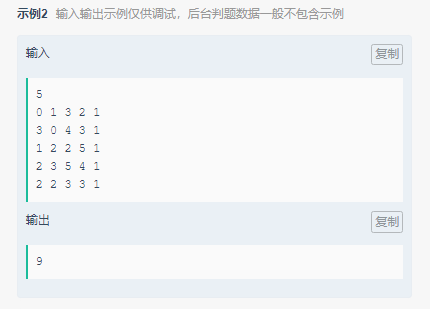 示例2 输入输出示例仅供调试，后台判题数据一般不包含示例
输入
复制
5
0 1 3 2 1
3 0 4 3 1
1 2 2 5 1
2 3 5 4 1
2 2 3 3 1
输出
复制
9